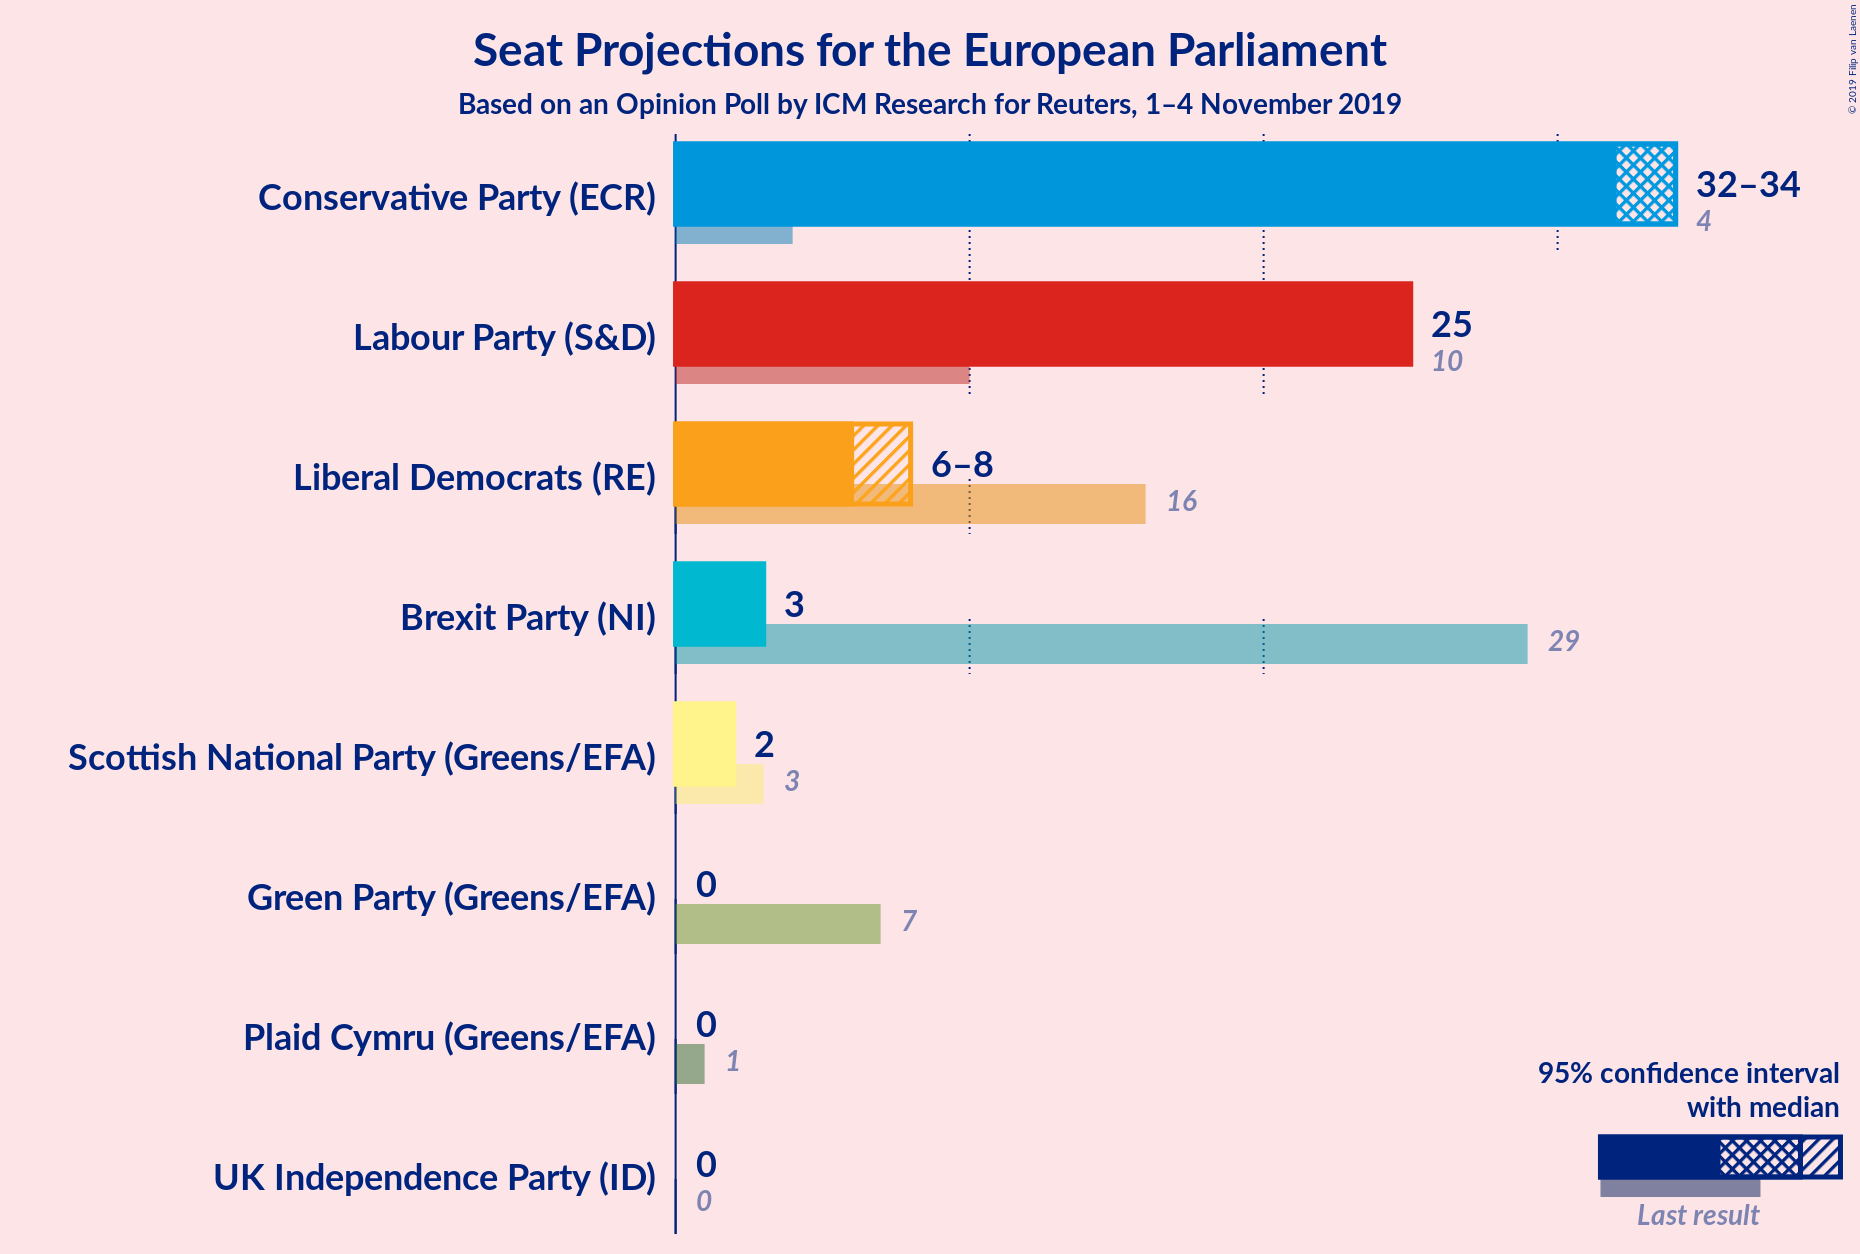 Seat Projections for the European Parliament
Based on an Opinion Poll by ICM Research for Reuters, 1–4 November 2019
© 2019 Filip van Laenen
Conservative Party (ECR)
32–34
4
Labour Party (S&D)
25
10
Liberal Democrats (RE)
6–8
16
Brexit Party (NI)
3
29
Scottish National Party (Greens/EFA)
2
3
Green Party (Greens/EFA)
0
7
Plaid Cymru (Greens/EFA)
0
1
UK Independence Party (ID)
0
0
95% confidence interval
with median
Last result